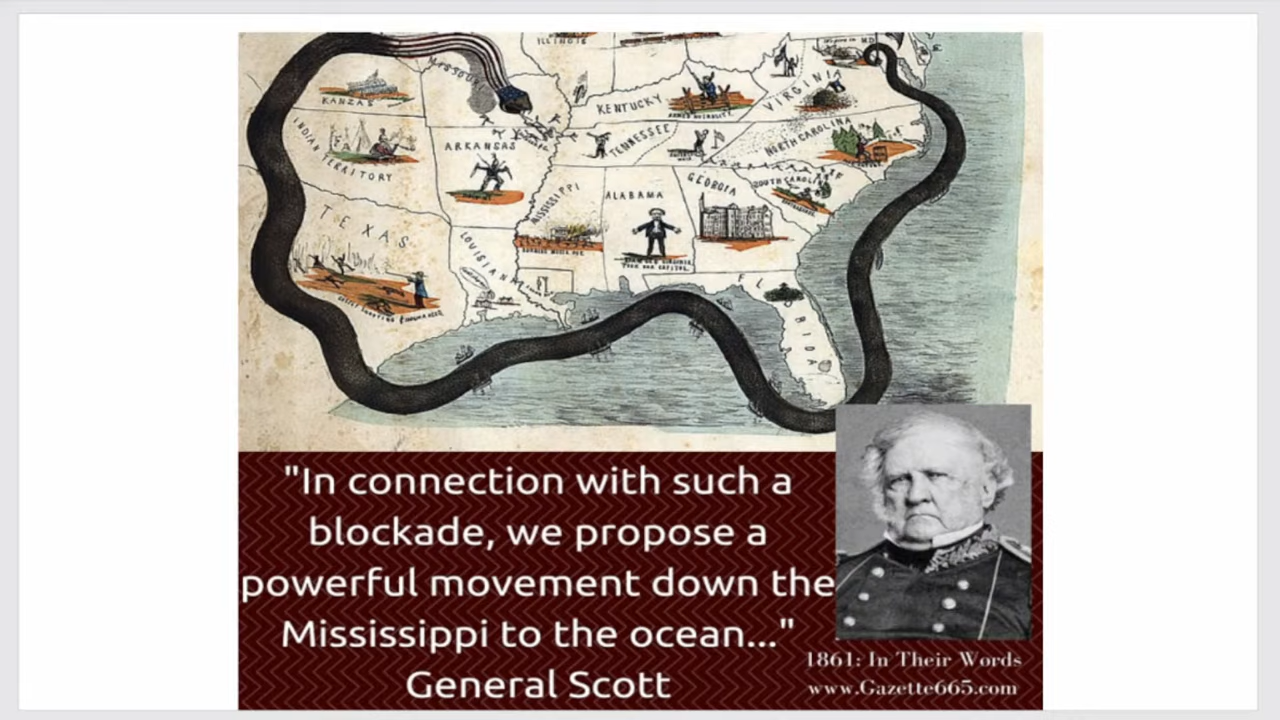 ILLINOIS
MISSOURI
KANZAS
KENTUCKY
VIRGINIA
INDIAN TERRITORY
ARKANSAS
TENNESSEE
NORTH CAROLINA
SOUTH CAROLINA
MISSISSIPPI
ALABAMA
GEORGIA
TEXAS
LOUISIANA
FLORIDA
"In connection with such a
blockade, we propose a
powerful movement down the
Mississippi to the ocean..."
General Scott
1861: In Their Words
www.Gazette665.com